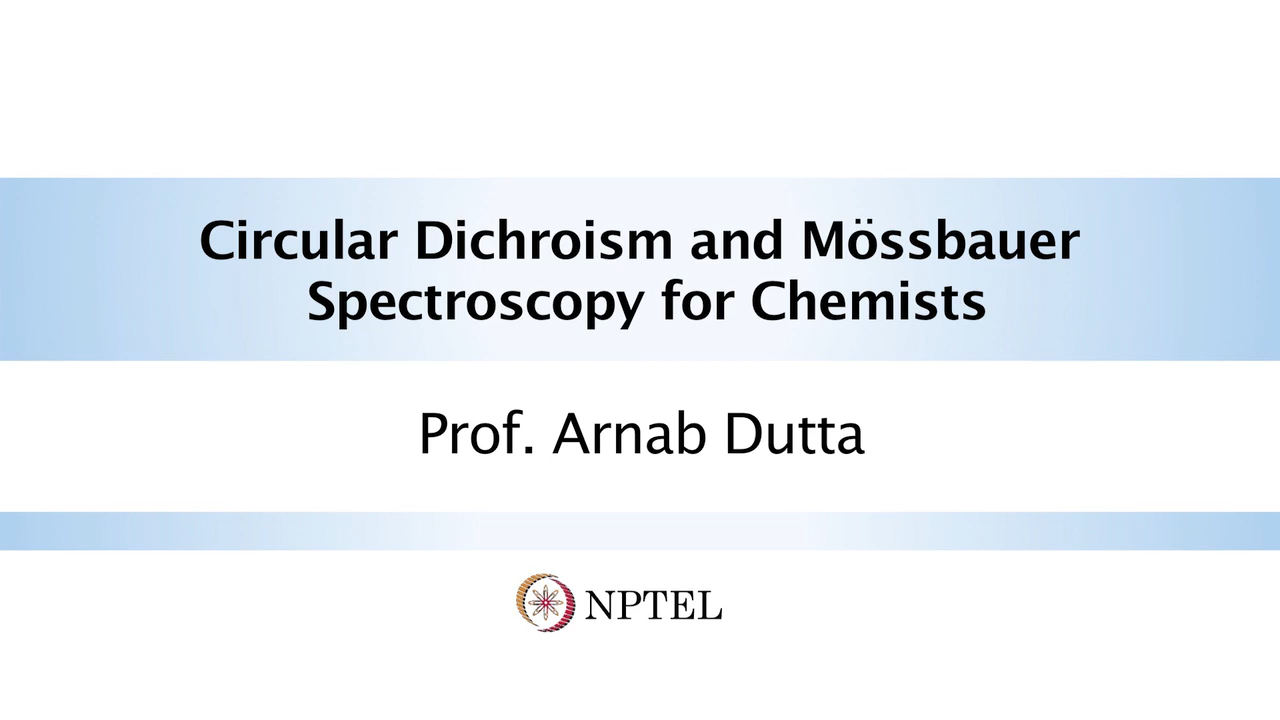 Circular Dichroism and Mössbauer
Spectroscopy for Chemists
Prof. Arnab Dutta
NPTEL